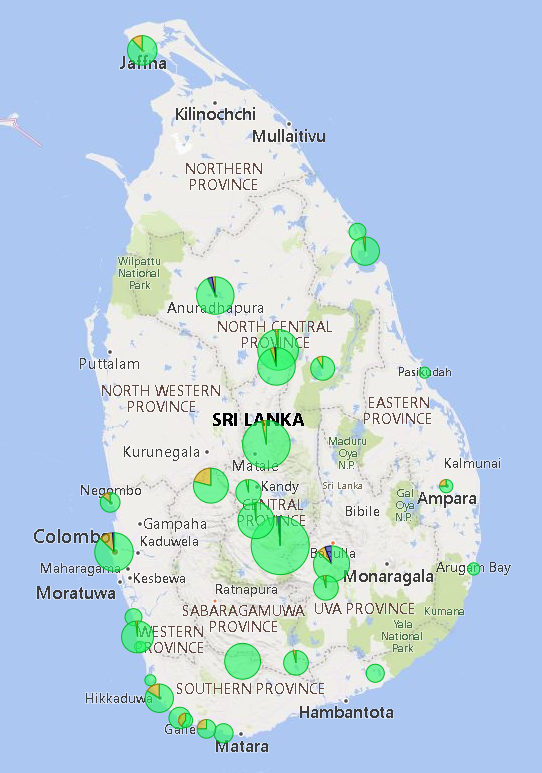 Jaffna
Kilinochchi
Mullaitivu
NORTHERN
PROVINCE
Wilpattu
National
Park
Anuradhapura
NORTH CENTRAL
PROVINCE
Puttalam
Pasikudah
NORTH WESTERN
PROVINCE
EASTERN
PROVINCE
SRI LANKA
Maduru
Oya
N.P.
Kurunegala
Matale
Kalmunai
Sri Lanka
Negombo
Kandy
Gal
Oya
N.P.
Ampara
CENTRAL
PROVINCE
Bibile
Gampaha
Colombo
Kaduwela
Badulla
Maharagama
Kesbewa
Monaragala
Arugam Bay
Moratuwa
Ratnapura
SABARAGAMUWA
PROVINCE
UVA PROVINCE
Kumana
Yala
National
Park
WESTERN
PROVINCE
SOUTHERN PROVINCE
Hikkaduwa
Hambantota
Galle
Matara